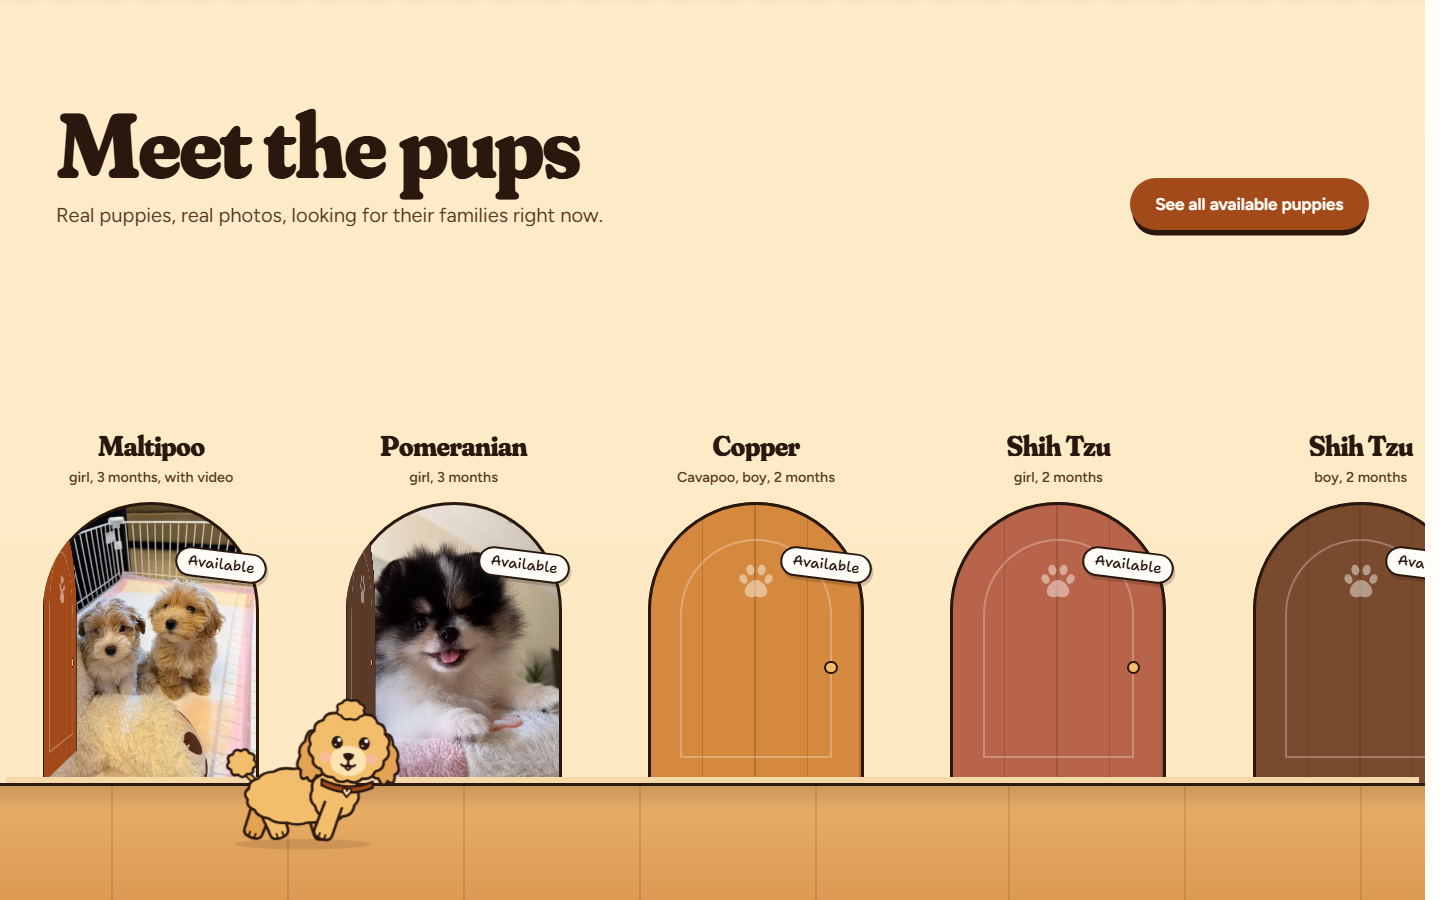 Meet the pups
Real puppies, real photos, looking for their families right now.
See all available puppies
Maltipoo
girl, 3 months, with video
Available
Pomeranian
girl, 3 months
Available
Copper
Cavapoo, boy, 2 months
Available
Shih Tzu
girl, 2 months
Available
Shih Tzu
boy, 2 months
Ava